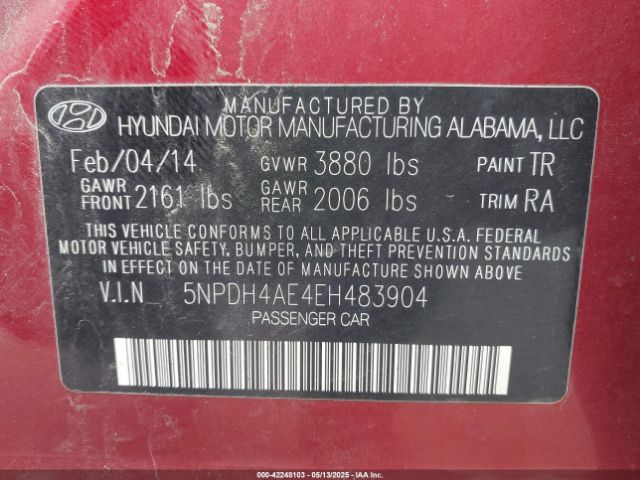 MANUFACTURED BY
HYUNDAI MOTOR MANUFACTURING ALABAMA, LLC
Feb/04/14 GVWR 3880 lbs PAINT TR
GAWR FRONT 2161 lbs GAWR REAR 2006 lbs TRIM RA
THIS VEHICLE CONFORMS TO ALL APPLICABLE U.S.A. FEDERAL
MOTOR VEHICLE SAFETY, BUMPER, AND THEFT PREVENTION STANDARDS
IN EFFECT ON THE DATE OF MANUFACTURE SHOWN ABOVE.
V.I.N 5NPDH4AE4EH483904
PASSENGER CAR
000-42248103 - 05/13/2025 - IAAI.COM